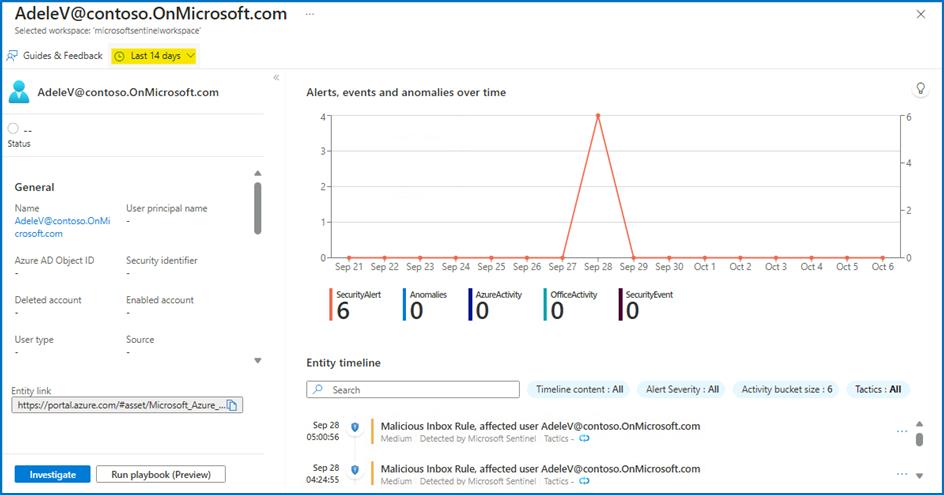 AdeleV@contoso.OnMicrosoft.com ...
Selected workspace: 'microsoftsentinelworkspace'
Guides & Feedback Last 14 days
AdeleV@contoso.OnMicrosoft.com
--
Status
General
Name User principal name
AdeleV@contoso.OnMi -
crosoft.com
Azure AD Object ID Security identifier
- -
Deleted account Enabled account
- -
User type Source
- -
Entity link
https://portal.azure.com/#asset/Microsoft_Azure_...
Investigate Run playbook (Preview)
Alerts, events and anomalies over time
4 6
3
4
2
2
1
0 0
Sep 21 Sep 22 Sep 23 Sep 24 Sep 25 Sep 26 Sep 27 Sep 28 Sep 29 Sep 30 Oct 1 Oct 2 Oct 3 Oct 4 Oct 5 Oct 6
SecurityAlert Anomalies AzureActivity OfficeActivity SecurityEvent
6 0 0 0 0
Entity timeline
Search Timeline content : All Alert Severity : All Activity bucket size : 6 Tactics : All
Sep 28 Malicious Inbox Rule, affected user AdeleV@contoso.OnMicrosoft.com ...
05:00:56 Medium Detected by Microsoft Sentinel Tactics -
Sep 28 Malicious Inbox Rule, affected user AdeleV@contoso.OnMicrosoft.com ...
04:24:55 Medium Detected by Microsoft Sentinel Tactics -